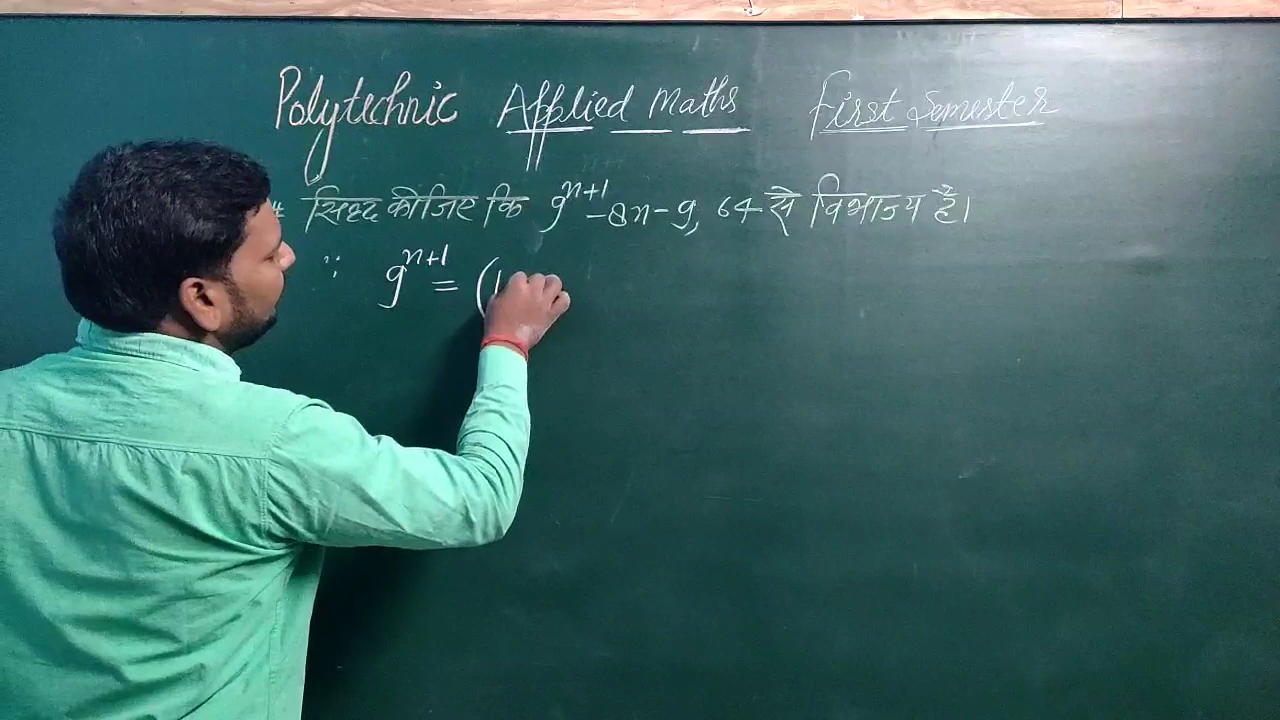 Polytechnic Applied Maths First Semester
# सिद्ध कीजिए कि 9^{n+1} - 8n - 9, 64 से विभाज्य है।
∵ 9^{n+1} = (1